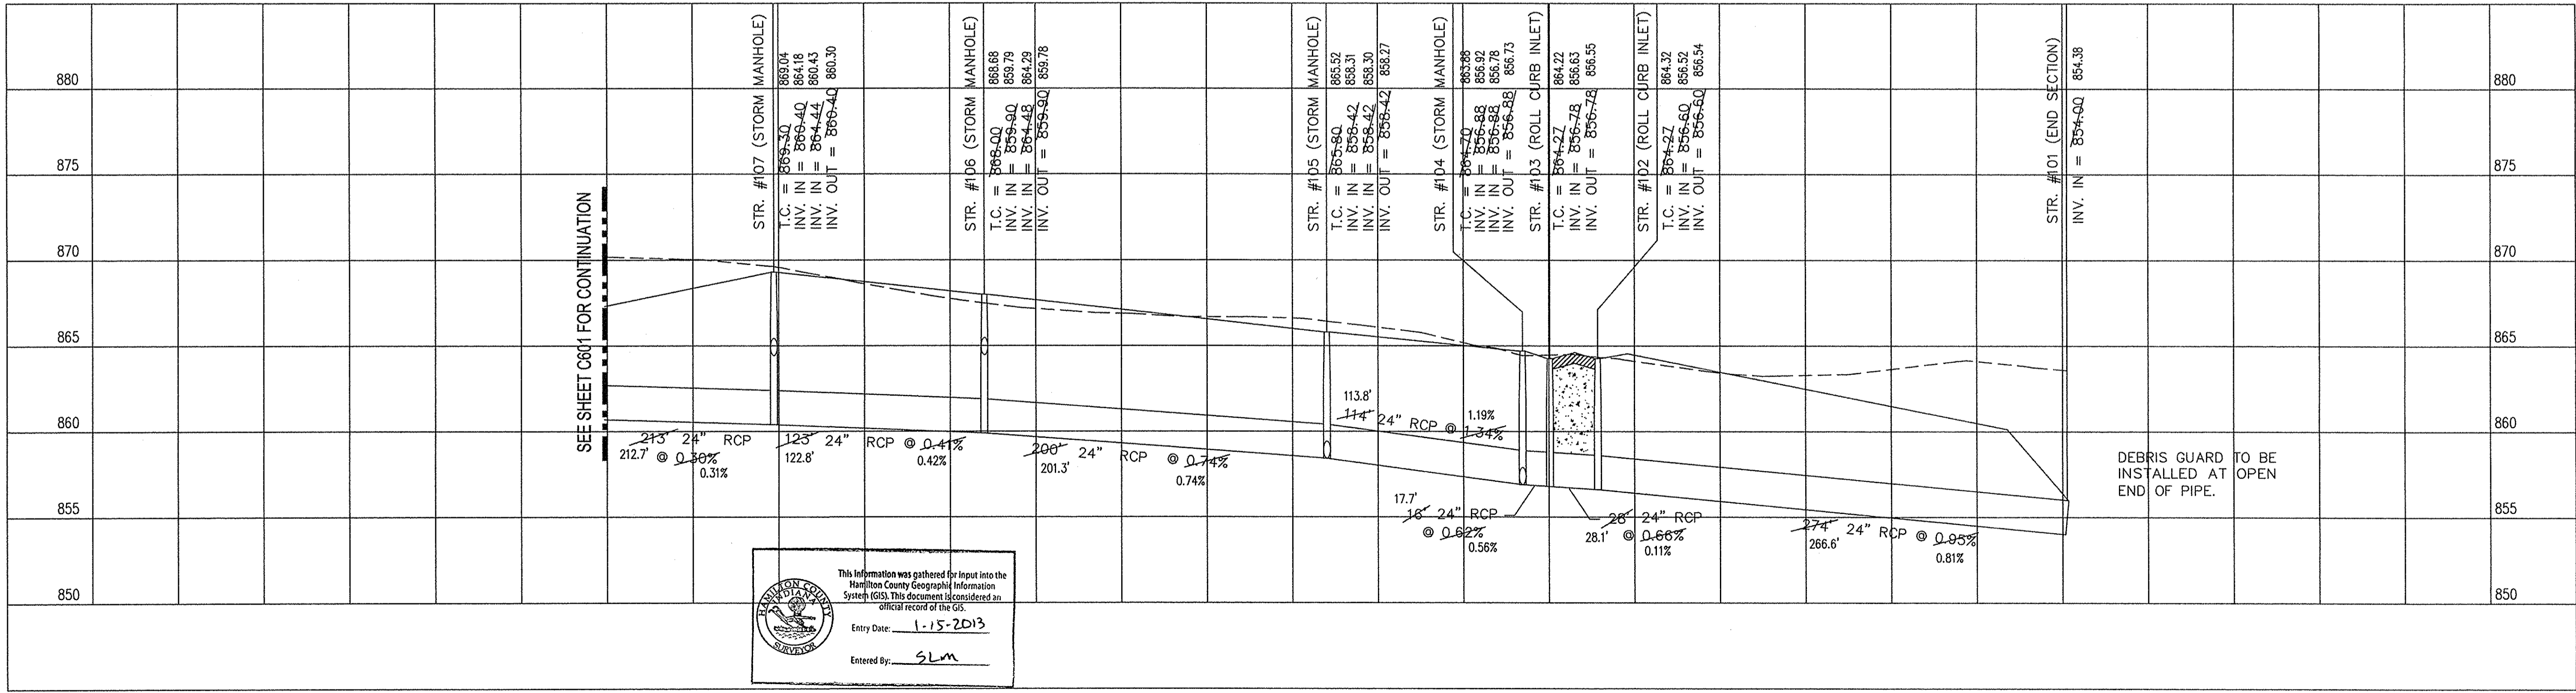 880
875
870
865
860
855
850
SEE SHEET C601 FOR CONTINUATION
STR. #107 (STORM MANHOLE)
T.C. = 869.30 869.04
INV. IN = 860.40 864.18
INV. IN = 864.44 860.43
INV. OUT = 860.40 860.30
STR. #106 (STORM MANHOLE)
T.C. = 868.00 868.68
INV. IN = 859.90 859.79
INV. IN = 864.48 864.29
INV. OUT = 859.90 859.78
STR. #105 (STORM MANHOLE)
T.C. = 865.80 865.52
INV. IN = 858.42 858.31
INV. IN = 858.42 858.30
INV. OUT = 858.42 858.27
STR. #104 (STORM MANHOLE)
T.C. = 864.70 863.88
INV. IN = 856.88 856.92
INV. IN = 856.88 856.78
INV. OUT = 856.88 856.73
STR. #103 (ROLL CURB INLET)
T.C. = 864.27 864.22
INV. IN = 856.78 856.63
INV. OUT = 856.78 856.55
STR. #102 (ROLL CURB INLET)
T.C. = 864.27 864.32
INV. IN = 856.60 856.52
INV. OUT = 856.60 856.54
STR. #101 (END SECTION)
INV. IN = 854.00 854.38
880
875
870
865
860
855
850
213' 24" RCP
212.7' @ 0.30%
0.31%
123' 24" RCP @ 0.41%
122.8' 0.42%
200' 24" RCP @ 0.74%
201.3' 0.74%
113.8' 1.19%
114' 24" RCP @ 1.34%
17.7'
16' 24" RCP
@ 0.62%
0.56%
28' 24" RCP
28.1' @ 0.66%
0.11%
274' 24" RCP @ 0.95%
266.6' 0.81%
DEBRIS GUARD TO BE
INSTALLED AT OPEN
END OF PIPE.
HAMILTON COUNTY
INDIANA
SURVEYOR
This information was gathered for input into the
Hamilton County Geographic Information
System (GIS). This document is considered an
official record of the GIS.
Entry Date: 1-15-2013
Entered By: SLM